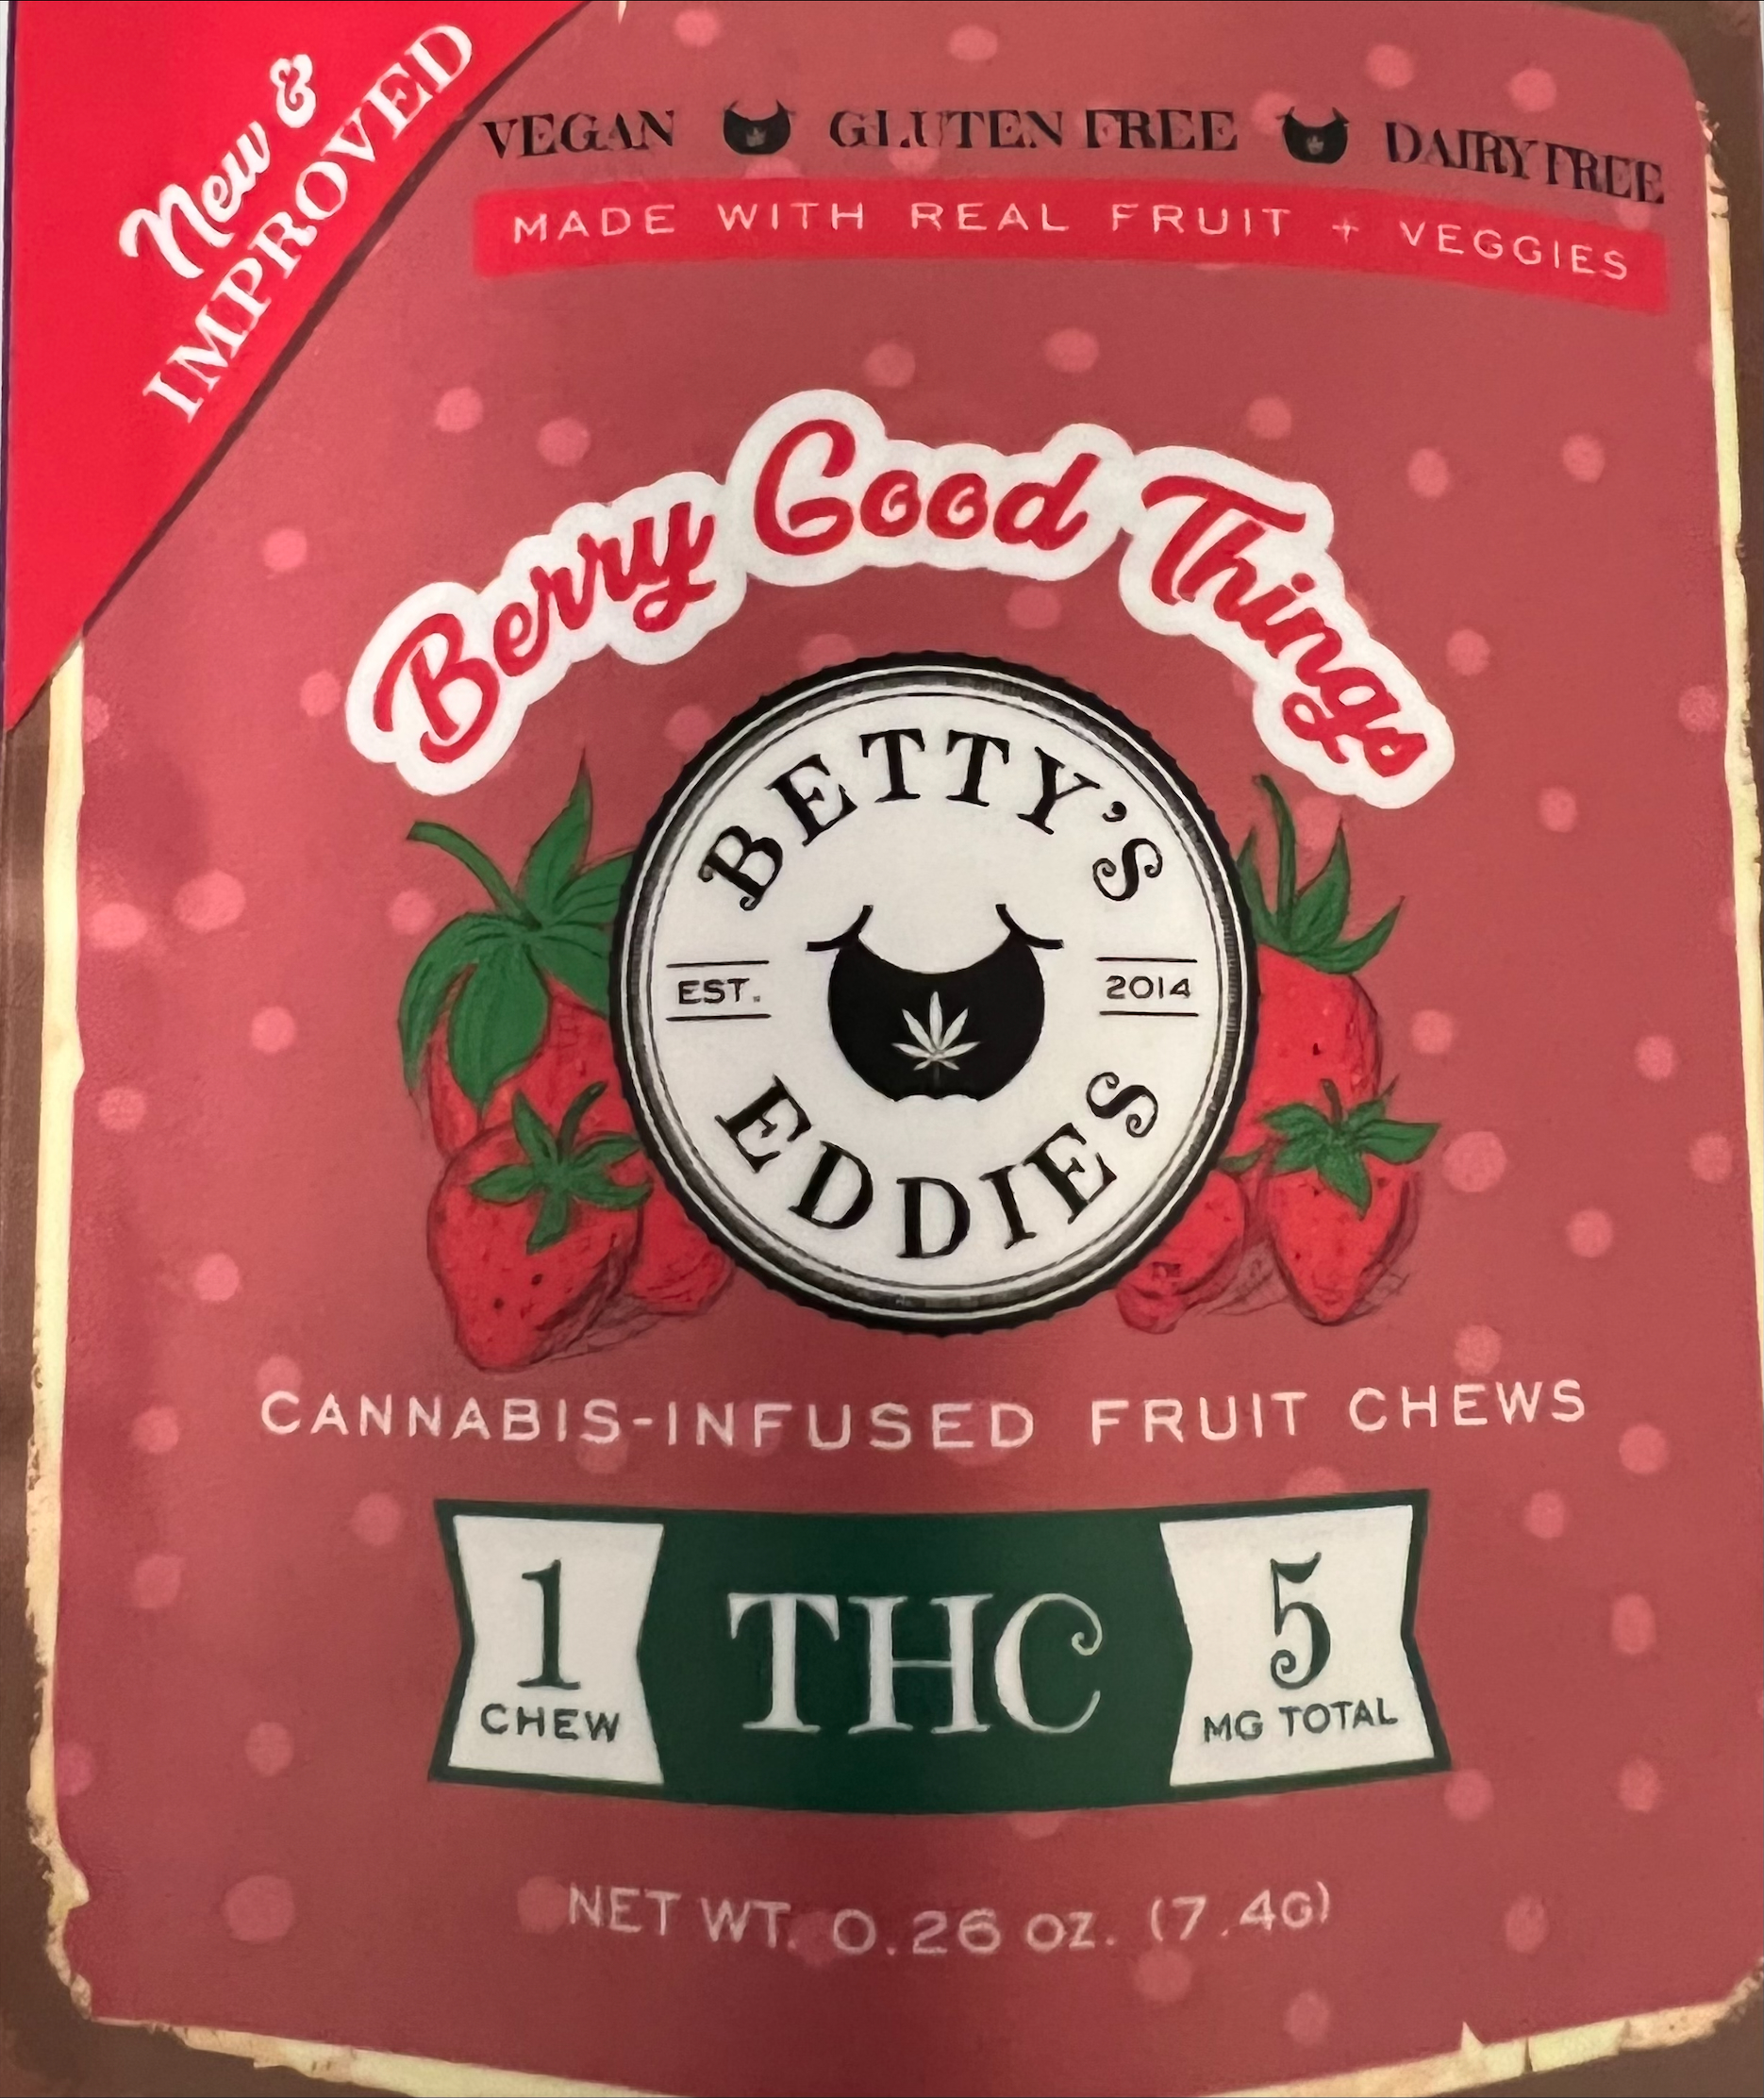 New &
IMPROVED
VEGAN GLUTEN FREE DAIRY FREE
MADE WITH REAL FRUIT + VEGGIES
Berry Good Things
BETTY'S
EST. 2014
EDDIES
CANNABIS-INFUSED FRUIT CHEWS
1 THC 5
CHEW MG TOTAL
NET WT. 0.26 OZ. (7.4G)